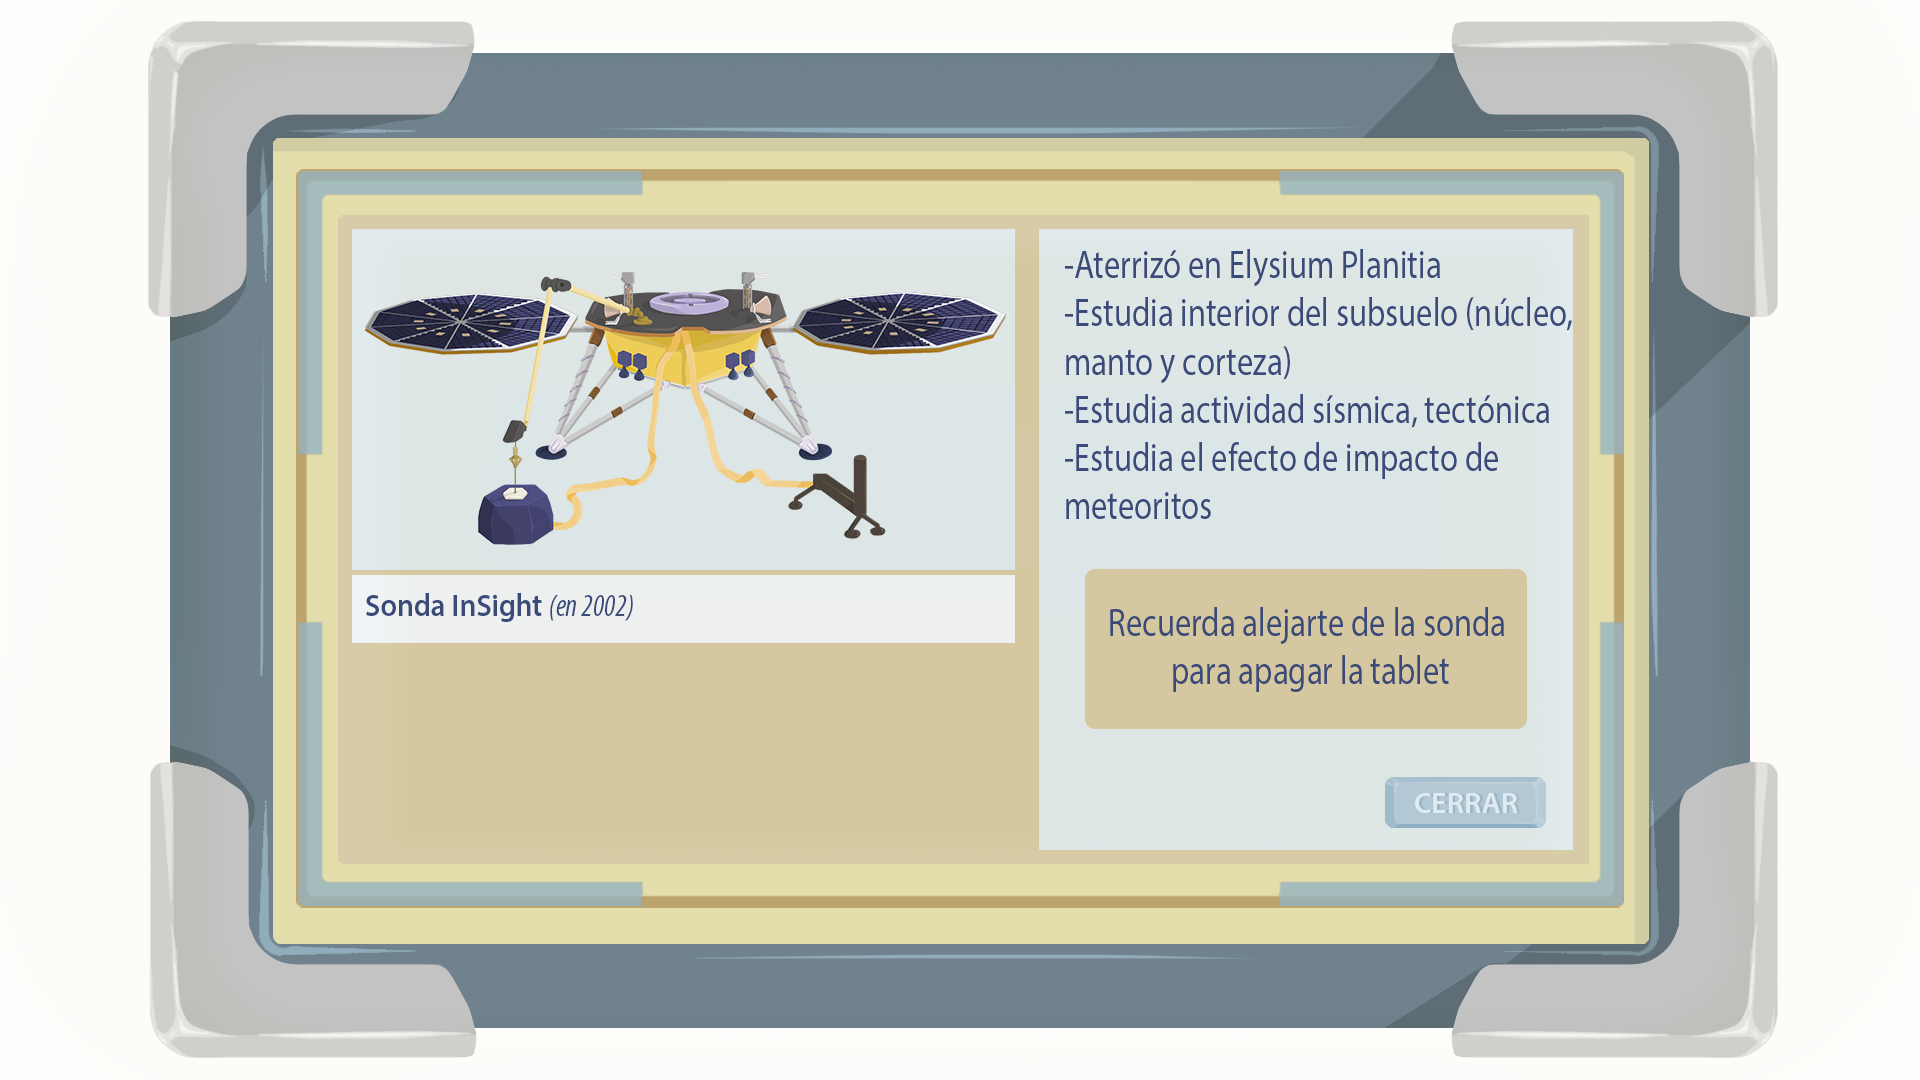 -Aterrizó en Elysium Planitia
-Estudia interior del subsuelo (núcleo,
manto y corteza)
-Estudia actividad sísmica, tectónica
-Estudia el efecto de impacto de
meteoritos
Sonda InSight (en 2002)
Recuerda alejarte de la sonda
para apagar la tablet
CERRAR